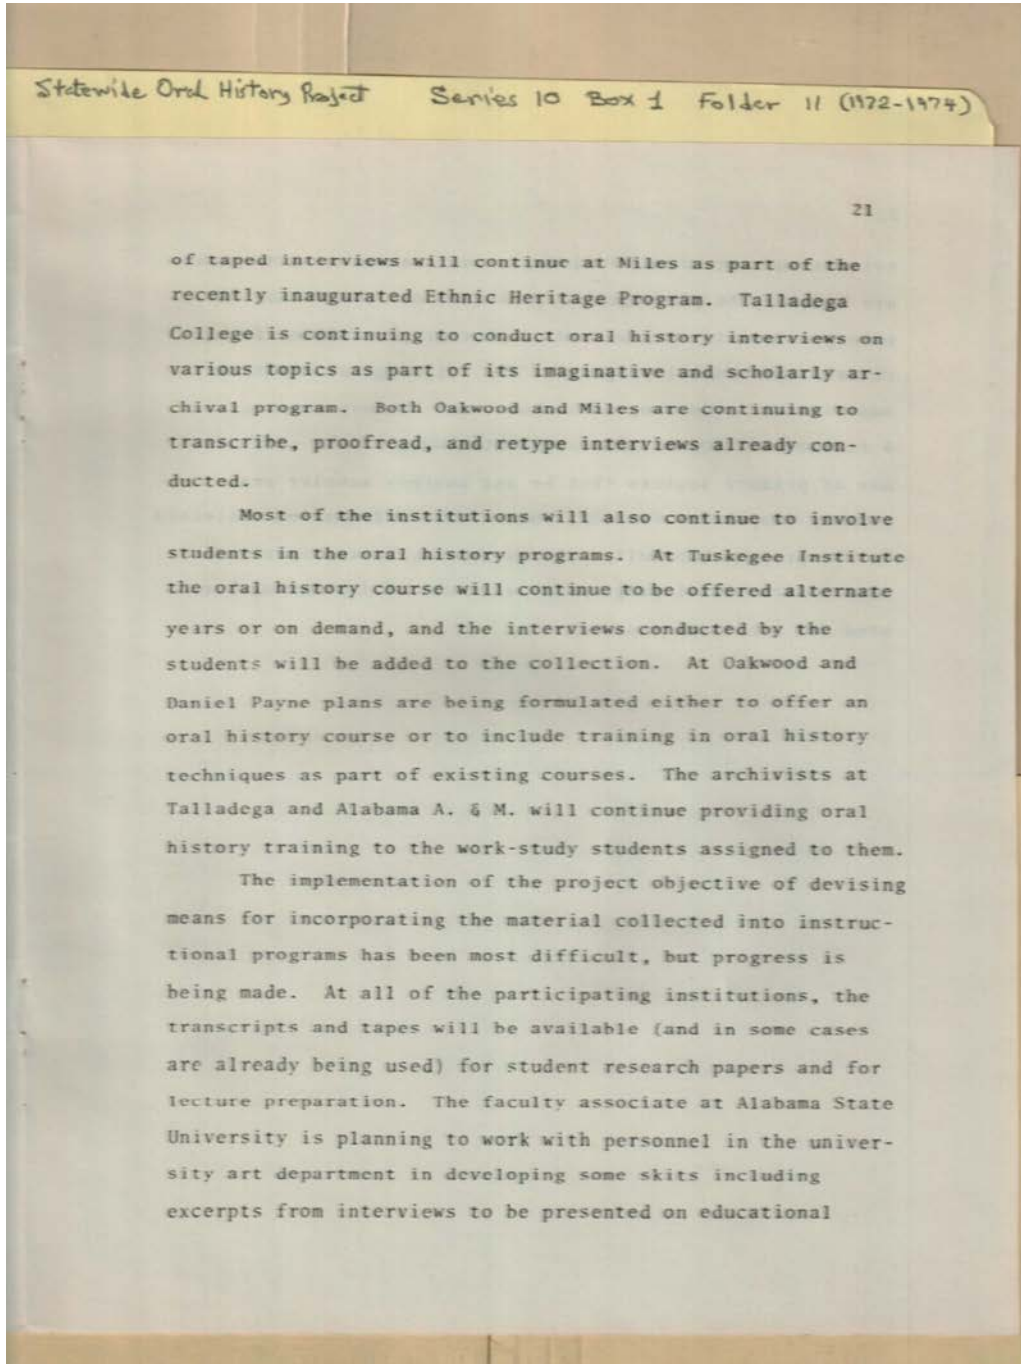 Statewide Oral History Project Series 10 Box 1 Folder 11 (1972-1974)
21
of taped interviews will continue at Miles as part of the
recently inaugurated Ethnic Heritage Program. Talladega
College is continuing to conduct oral history interviews on
various topics as part of its imaginative and scholarly ar-
chival program. Both Oakwood and Miles are continuing to
transcribe, proofread, and retype interviews already con-
ducted.
Most of the institutions will also continue to involve
students in the oral history programs. At Tuskegee Institute
the oral history course will continue to be offered alternate
years or on demand, and the interviews conducted by the
students will be added to the collection. At Oakwood and
Daniel Payne plans are being formulated either to offer an
oral history course or to include training in oral history
techniques as part of existing courses. The archivists at
Talladega and Alabama A. & M. will continue providing oral
history training to the work-study students assigned to them.
The implementation of the project objective of devising
means for incorporating the material collected into instruc-
tional programs has been most difficult, but progress is
being made. At all of the participating institutions, the
transcripts and tapes will be available (and in some cases
are already being used) for student research papers and for
lecture preparation. The faculty associate at Alabama State
University is planning to work with personnel in the univer-
sity art department in developing some skits including
excerpts from interviews to be presented on educational